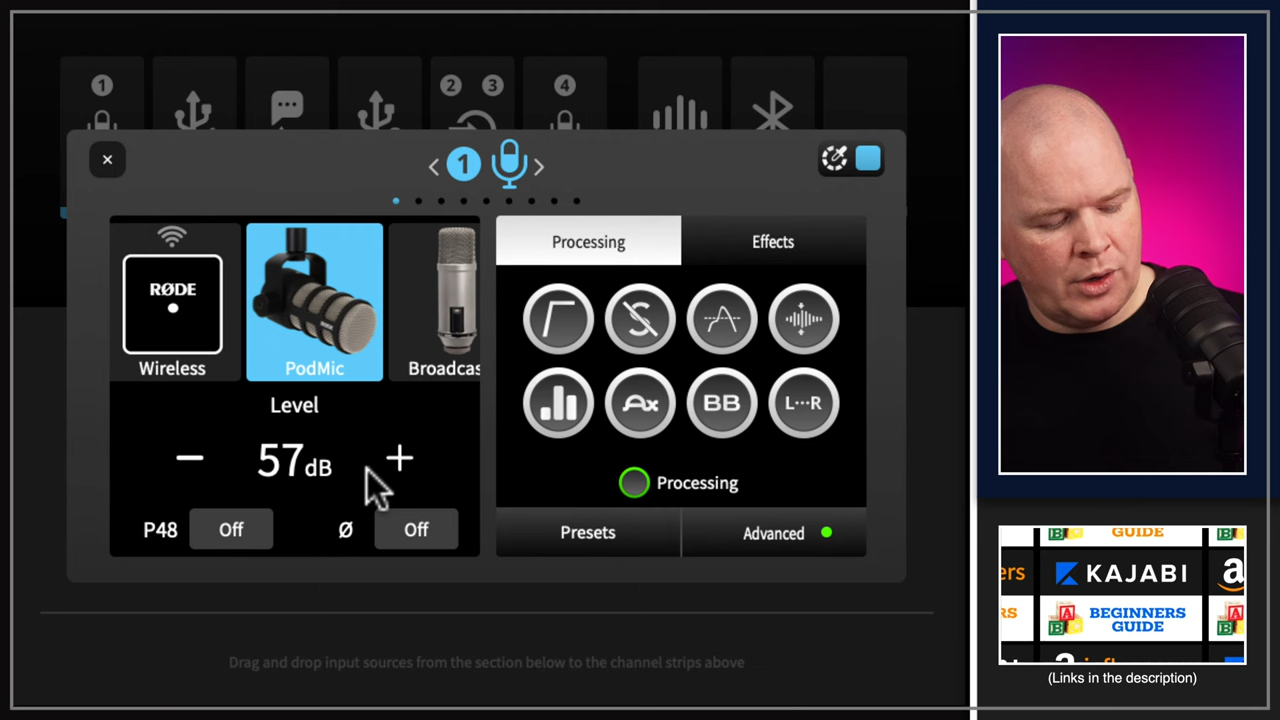 1
2
3
4
1
Processing
Effects
RØDE
Wireless
PodMic
Broadcas
Level
57dB
Ax
BB
L···R
Processing
P48
Off
Ø
Off
Presets
Advanced
Drag and drop input sources from the section below to the channel strips above
GUIDE
ers
KAJABI
a
RS
A
B
BEGINNERS
GUIDE
(Links in the description)